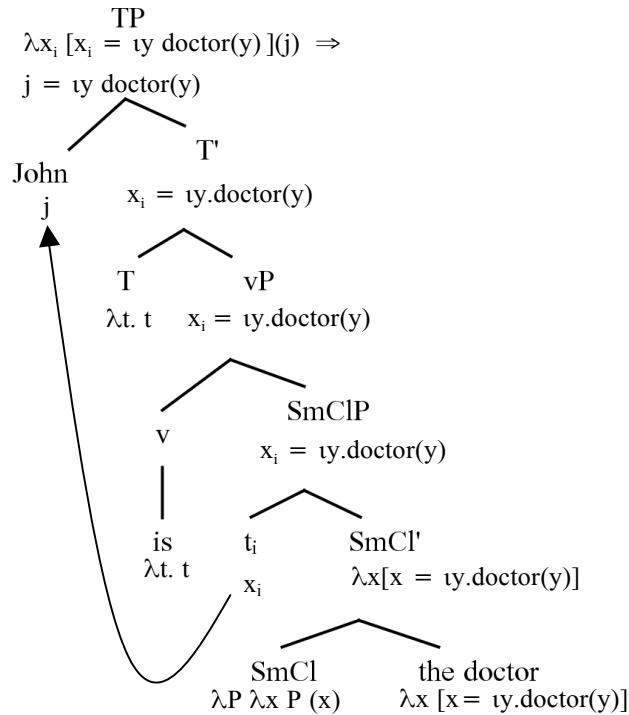 TP
λxᵢ [xᵢ = ιy doctor(y) ](j) ⇒
j = ιy doctor(y)
T'
John
xᵢ = ιy.doctor(y)
j
T vP
λt. t xᵢ = ιy.doctor(y)
SmClP
v
xᵢ = ιy.doctor(y)
is tᵢ SmCl'
λt. t
xᵢ λx[x = ιy.doctor(y)]
SmCl the doctor
λP λx P (x) λx [x = ιy.doctor(y)]